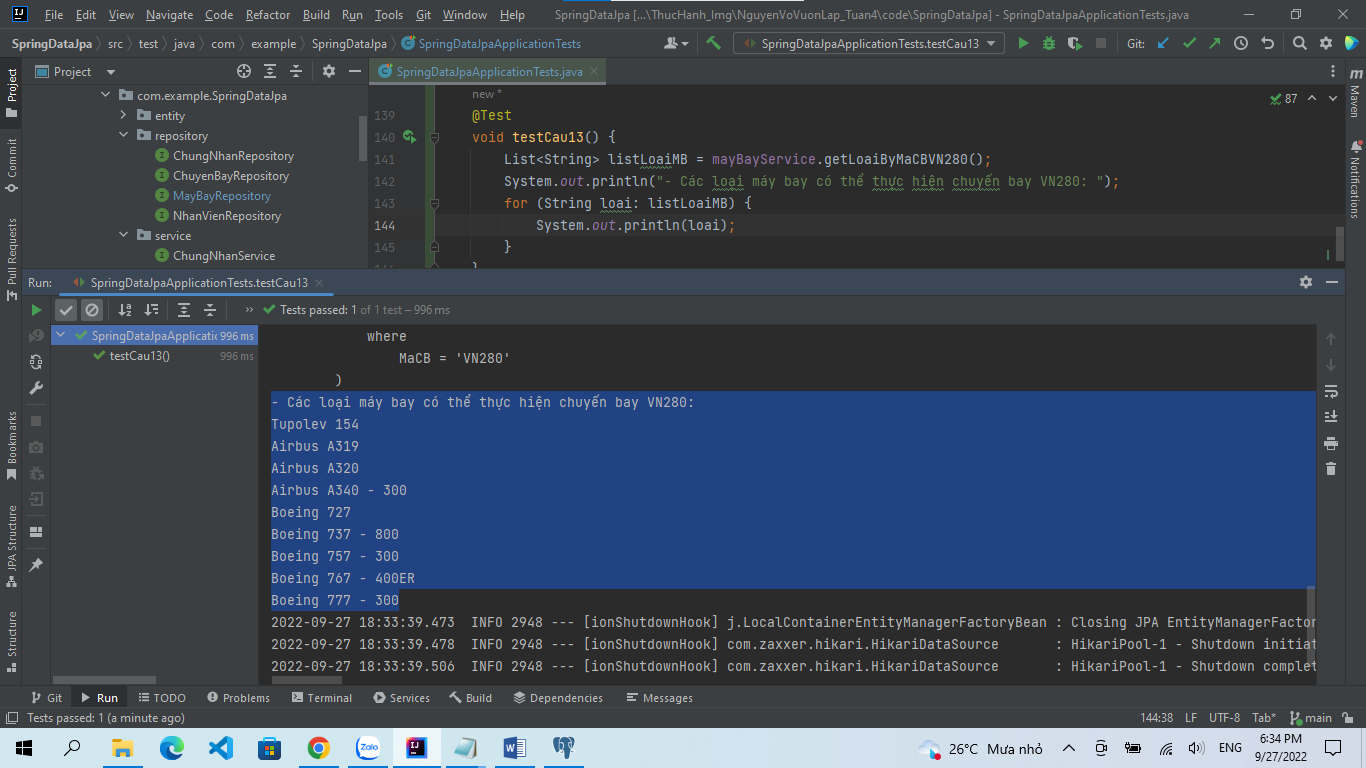 File Edit View Navigate Code Refactor Build Run Tools Git Window Help SpringDataJpa [...\ThucHanh_lmg\NguyenVoVuonLap_Tuan4\code\SpringDataJpa] - SpringDataJpaApplicationTests.java
SpringDataJpa src test java com example SpringDataJpa SpringDataJpaApplicationTests SpringDataJpaApplicationTests.testCau13 Git:
Project
SpringDataJpaApplicationTests.java
com.example.SpringDataJpa
entity
repository
ChungNhanRepository
ChuyenBayRepository
MayBayRepository
NhanVienRepository
service
ChungNhanService
new *
87
139 @Test
140 void testCau13() {
141 List<String> listLoaiMB = mayBayService.getLoaiByMaCBVN280();
142 System.out.println("- Các loại máy bay có thể thực hiện chuyến bay VN280: ");
143 for (String loai: listLoaiMB) {
144 System.out.println(loai);
145 }
Run: SpringDataJpaApplicationTests.testCau13
Tests passed: 1 of 1 test – 996 ms
SpringDataJpaApplicatic 996 ms
testCau13() 996 ms
where
MaCB = 'VN280'
)
- Các loại máy bay có thể thực hiện chuyến bay VN280:
Tupolev 154
Airbus A319
Airbus A320
Airbus A340 - 300
Boeing 727
Boeing 737 - 800
Boeing 757 - 300
Boeing 767 - 400ER
Boeing 777 - 300
2022-09-27 18:33:39.473 INFO 2948 --- [ionShutdownHook] j.LocalContainerEntityManagerFactoryBean : Closing JPA EntityManagerFactor
2022-09-27 18:33:39.478 INFO 2948 --- [ionShutdownHook] com.zaxxer.hikari.HikariDataSource : HikariPool-1 - Shutdown initiat
2022-09-27 18:33:39.506 INFO 2948 --- [ionShutdownHook] com.zaxxer.hikari.HikariDataSource : HikariPool-1 - Shutdown complet
Project
Commit
Pull Requests
Bookmarks
JPA Structure
Structure
Maven
Notifications
Git Run TODO Problems Terminal Services Build Dependencies Messages
Tests passed: 1 (a minute ago) 144:38 LF UTF-8 Tab* main
Zalo
26°C Mưa nhỏ ENG
6:34 PM
9/27/2022